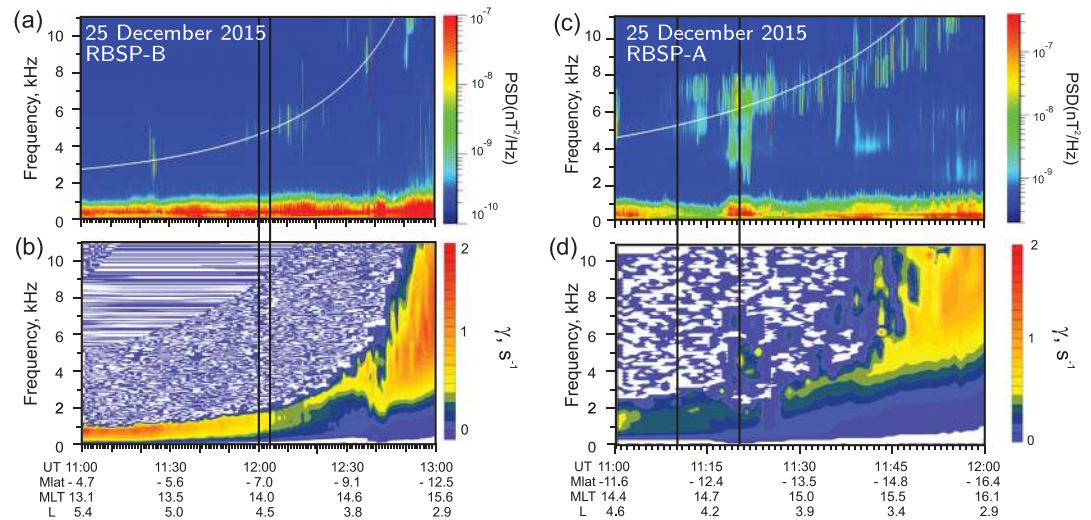 (a)
25 December 2015
RBSP-B
Frequency, kHz
10
8
6
4
2
0
10⁻⁷
10⁻⁸
10⁻⁹
10⁻¹⁰
PSD(nT²/Hz)
(b)
Frequency, kHz
10
8
6
4
2
0
2
1
0
γ, s⁻¹
UT 11:00 11:30 12:00 12:30 13:00
Mlat - 4.7 - 5.6 - 7.0 - 9.1 - 12.5
MLT 13.1 13.5 14.0 14.6 15.6
L 5.4 5.0 4.5 3.8 2.9
(c)
25 December 2015
RBSP-A
Frequency, kHz
10
8
6
4
2
0
10⁻⁷
10⁻⁸
10⁻⁹
PSD(nT²/Hz)
(d)
Frequency, kHz
10
8
6
4
2
0
2
1
0
γ, s⁻¹
UT 11:00 11:15 11:30 11:45 12:00
Mlat -11.6 - 12.4 - 13.5 - 14.8 - 16.4
MLT 14.4 14.7 15.0 15.5 16.1
L 4.6 4.2 3.9 3.4 2.9